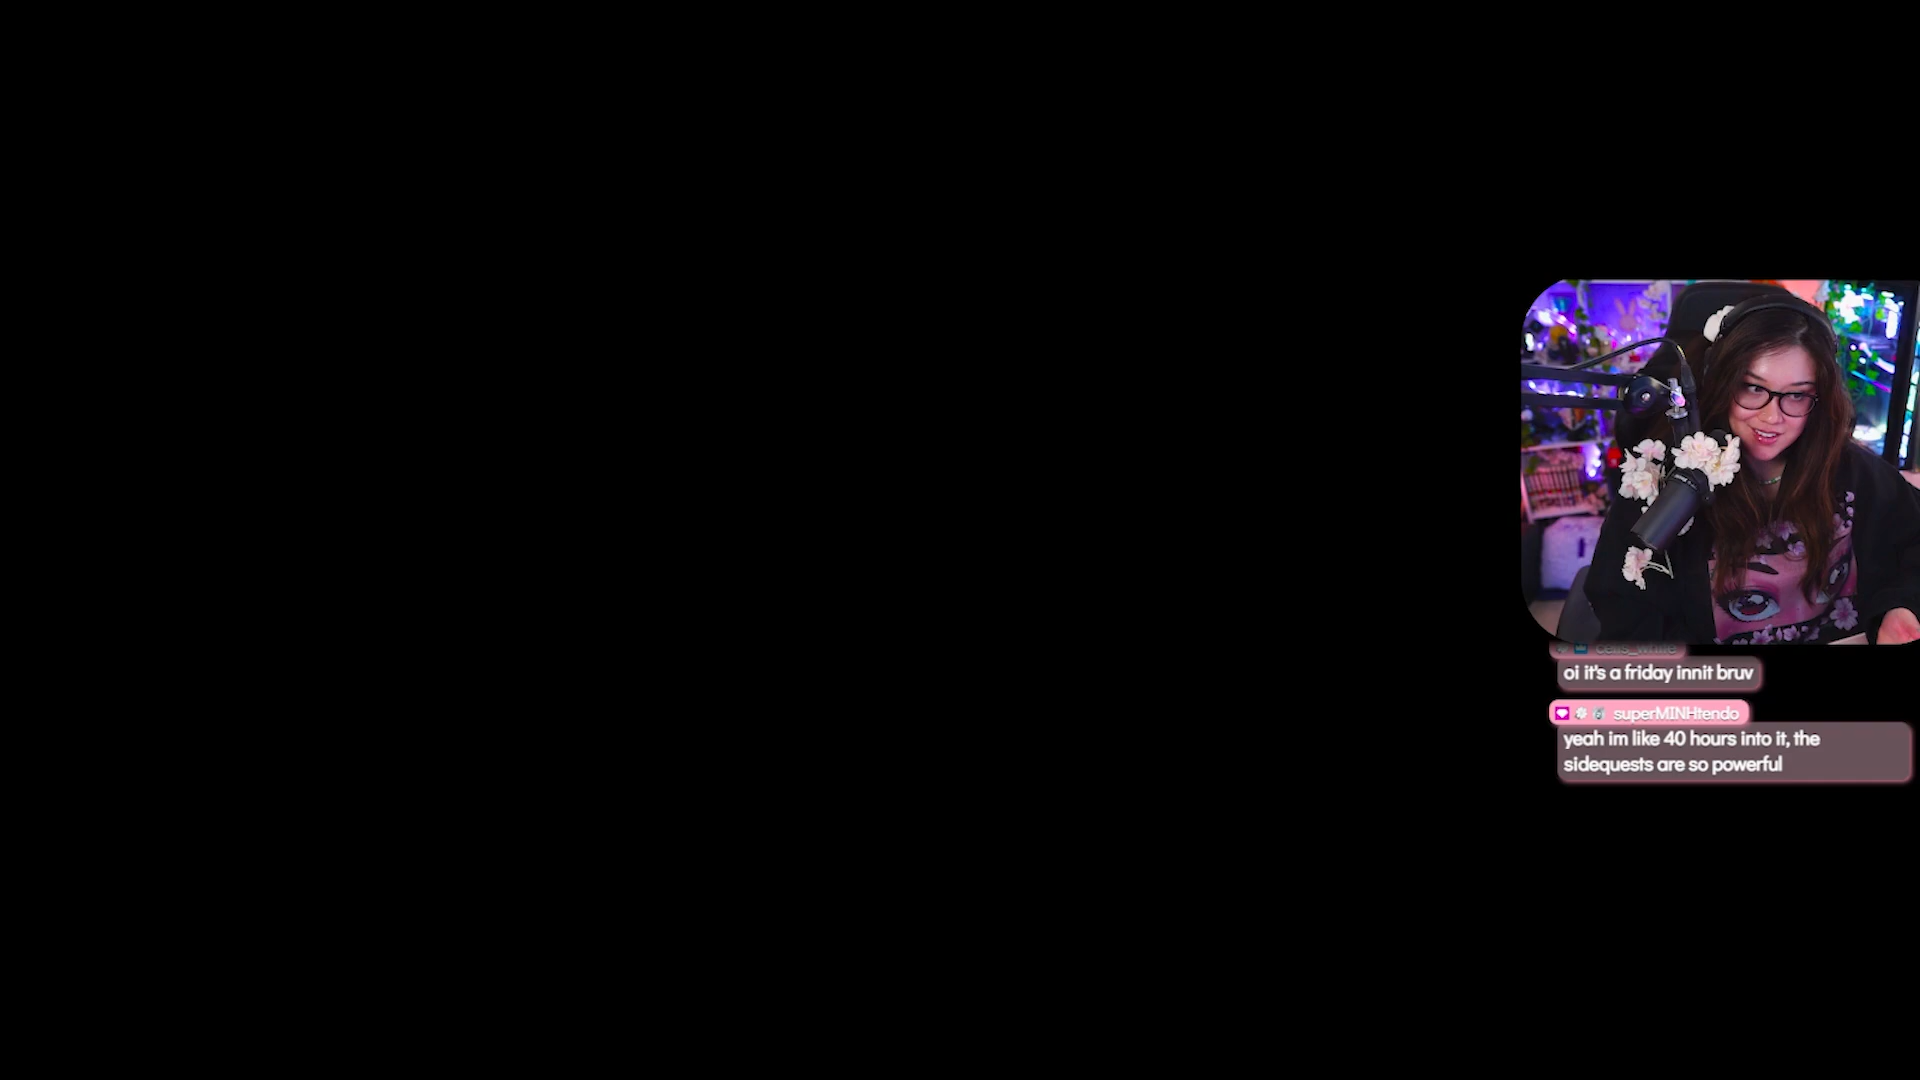 oi it's a friday innit bruv
superMINHtendo
yeah im like 40 hours into it, the
sidequests are so powerful